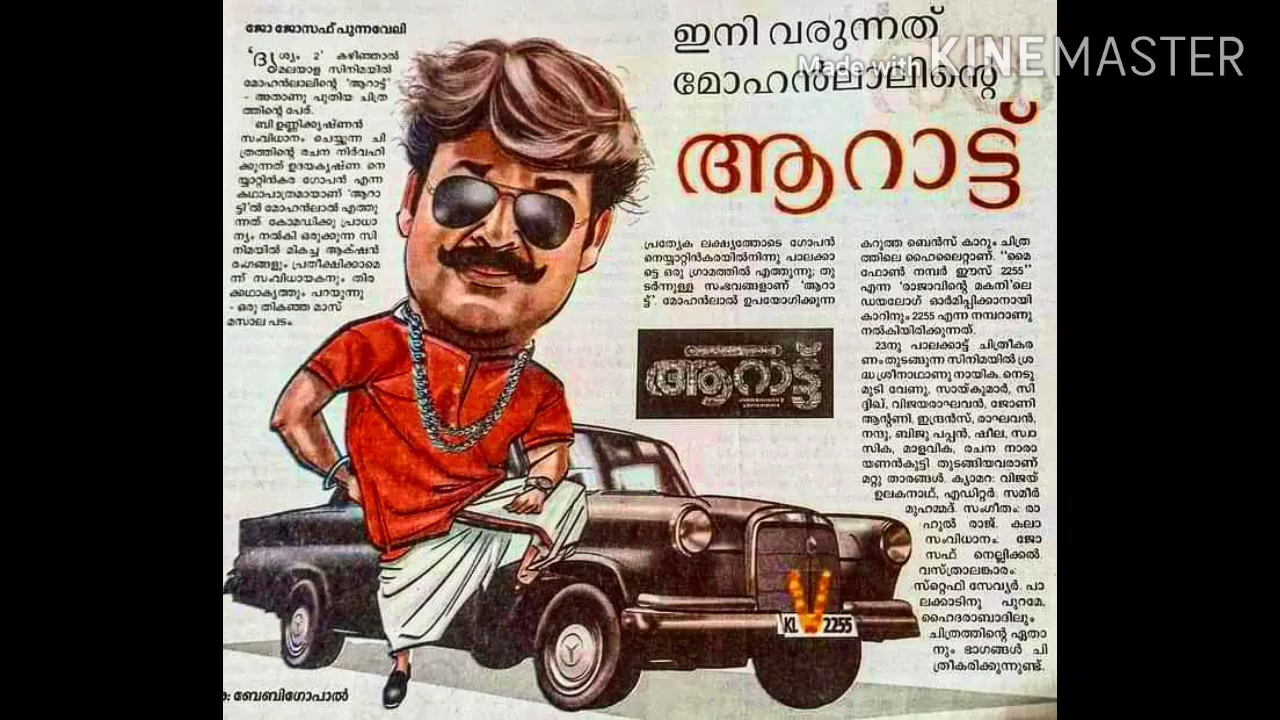 ഇനി വരുന്നത്
മോഹൻലാലിന്റെ
ആറാട്ട്
Made with KINEMASTER
ജോ ജോസഫ് പുന്നവേലി
'ദൃശ്യം 2' കഴിഞ്ഞാൽ
മലയാള സിനിമയിൽ
മോഹൻലാലിന്റെ 'ആറാട്ട്'
- അതാണു പുതിയ ചിത്ര
ത്തിന്റെ പേര്.
ബി ഉണ്ണിക്കൃഷ്ണൻ
സംവിധാനം ചെയ്യുന്ന ചി
ത്രത്തിന്റെ രചന നിർവഹി
ക്കുന്നത് ഉദയകൃഷ്ണ. നെ
യ്യാറ്റിൻകര ഗോപൻ എന്ന
കഥാപാത്രമായാണ് 'ആറാ
ട്ടി'ൽ മോഹൻലാൽ എത്തു
ന്നത്. കോമഡിക്കു പ്രാധാ
ന്യം നൽകി ഒരുക്കുന്ന സി
നിമയിൽ മികച്ച ആക്‌ഷൻ
രംഗങ്ങളും പ്രതീക്ഷിക്കാമെ
ന്ന് സംവിധായകനും തിര
ക്കഥാകൃത്തും പറയുന്നു
- ഒരു തികഞ്ഞ മാസ്
മസാല പടം.
പ്രത്യേക ലക്ഷ്യത്തോടെ ഗോപൻ
നെയ്യാറ്റിൻകരയിൽനിന്നു പാലക്കാ
ട്ടെ ഒരു ഗ്രാമത്തിൽ എത്തുന്നു; തു
ടർന്നുള്ള സംഭവങ്ങളാണ് 'ആറാ
ട്ട്' മോഹൻലാൽ ഉപയോഗിക്കുന്ന
ആറാട്ട്
കറുത്ത ബെൻസ് കാറും ചിത്ര
ത്തിലെ ഹൈലൈറ്റാണ്. "മൈ
ഫോൺ നമ്പർ ഈസ് 2255"
എന്ന 'രാജാവിന്റെ മകനി'ലെ
ഡയലോഗ് ഓർമിപ്പിക്കാനായി
കാറിനും 2255 എന്ന നമ്പറാണു
നൽകിയിരിക്കുന്നത്.
23നു പാലക്കാട്ട് ചിത്രീകര
ണം തുടങ്ങുന്ന സിനിമയിൽ ശ്ര
ദ്ധ ശ്രീനാഥാണു നായിക. നെടു
മുടി വേണു, സായ്കുമാർ, സി
ദ്ദിഖ്, വിജയരാഘവൻ, ജോണി
ആന്റണി, ഇന്ദ്രൻസ്, രാഘവൻ,
നന്ദു, ബിജു പപ്പൻ, ഷീല, സ്വാ
സിക, മാളവിക, രചന നാരാ
യണൻകുട്ടി തുടങ്ങിയവരാണ്
മറ്റു താരങ്ങൾ. ക്യാമറ: വിജയ്
ഉലകനാഥ്, എഡിറ്റർ. സമീർ
മുഹമ്മദ്. സംഗീതം: രാ
ഹുൽ രാജ്. കലാ
സംവിധാനം: ജോ
സഫ് നെല്ലിക്കൽ.
വസ്ത്രാലങ്കാരം:
സ്റ്റെഫി സേവ്യർ. പാ
ലക്കാടിനു പുറമേ,
ഹൈദരാബാദിലും
ചിത്രത്തിന്റെ ഏതാ
നും ഭാഗങ്ങൾ ചി
ത്രീകരിക്കുന്നുണ്ട്.
KL 2255
ര: ബേബിഗോപാൽ